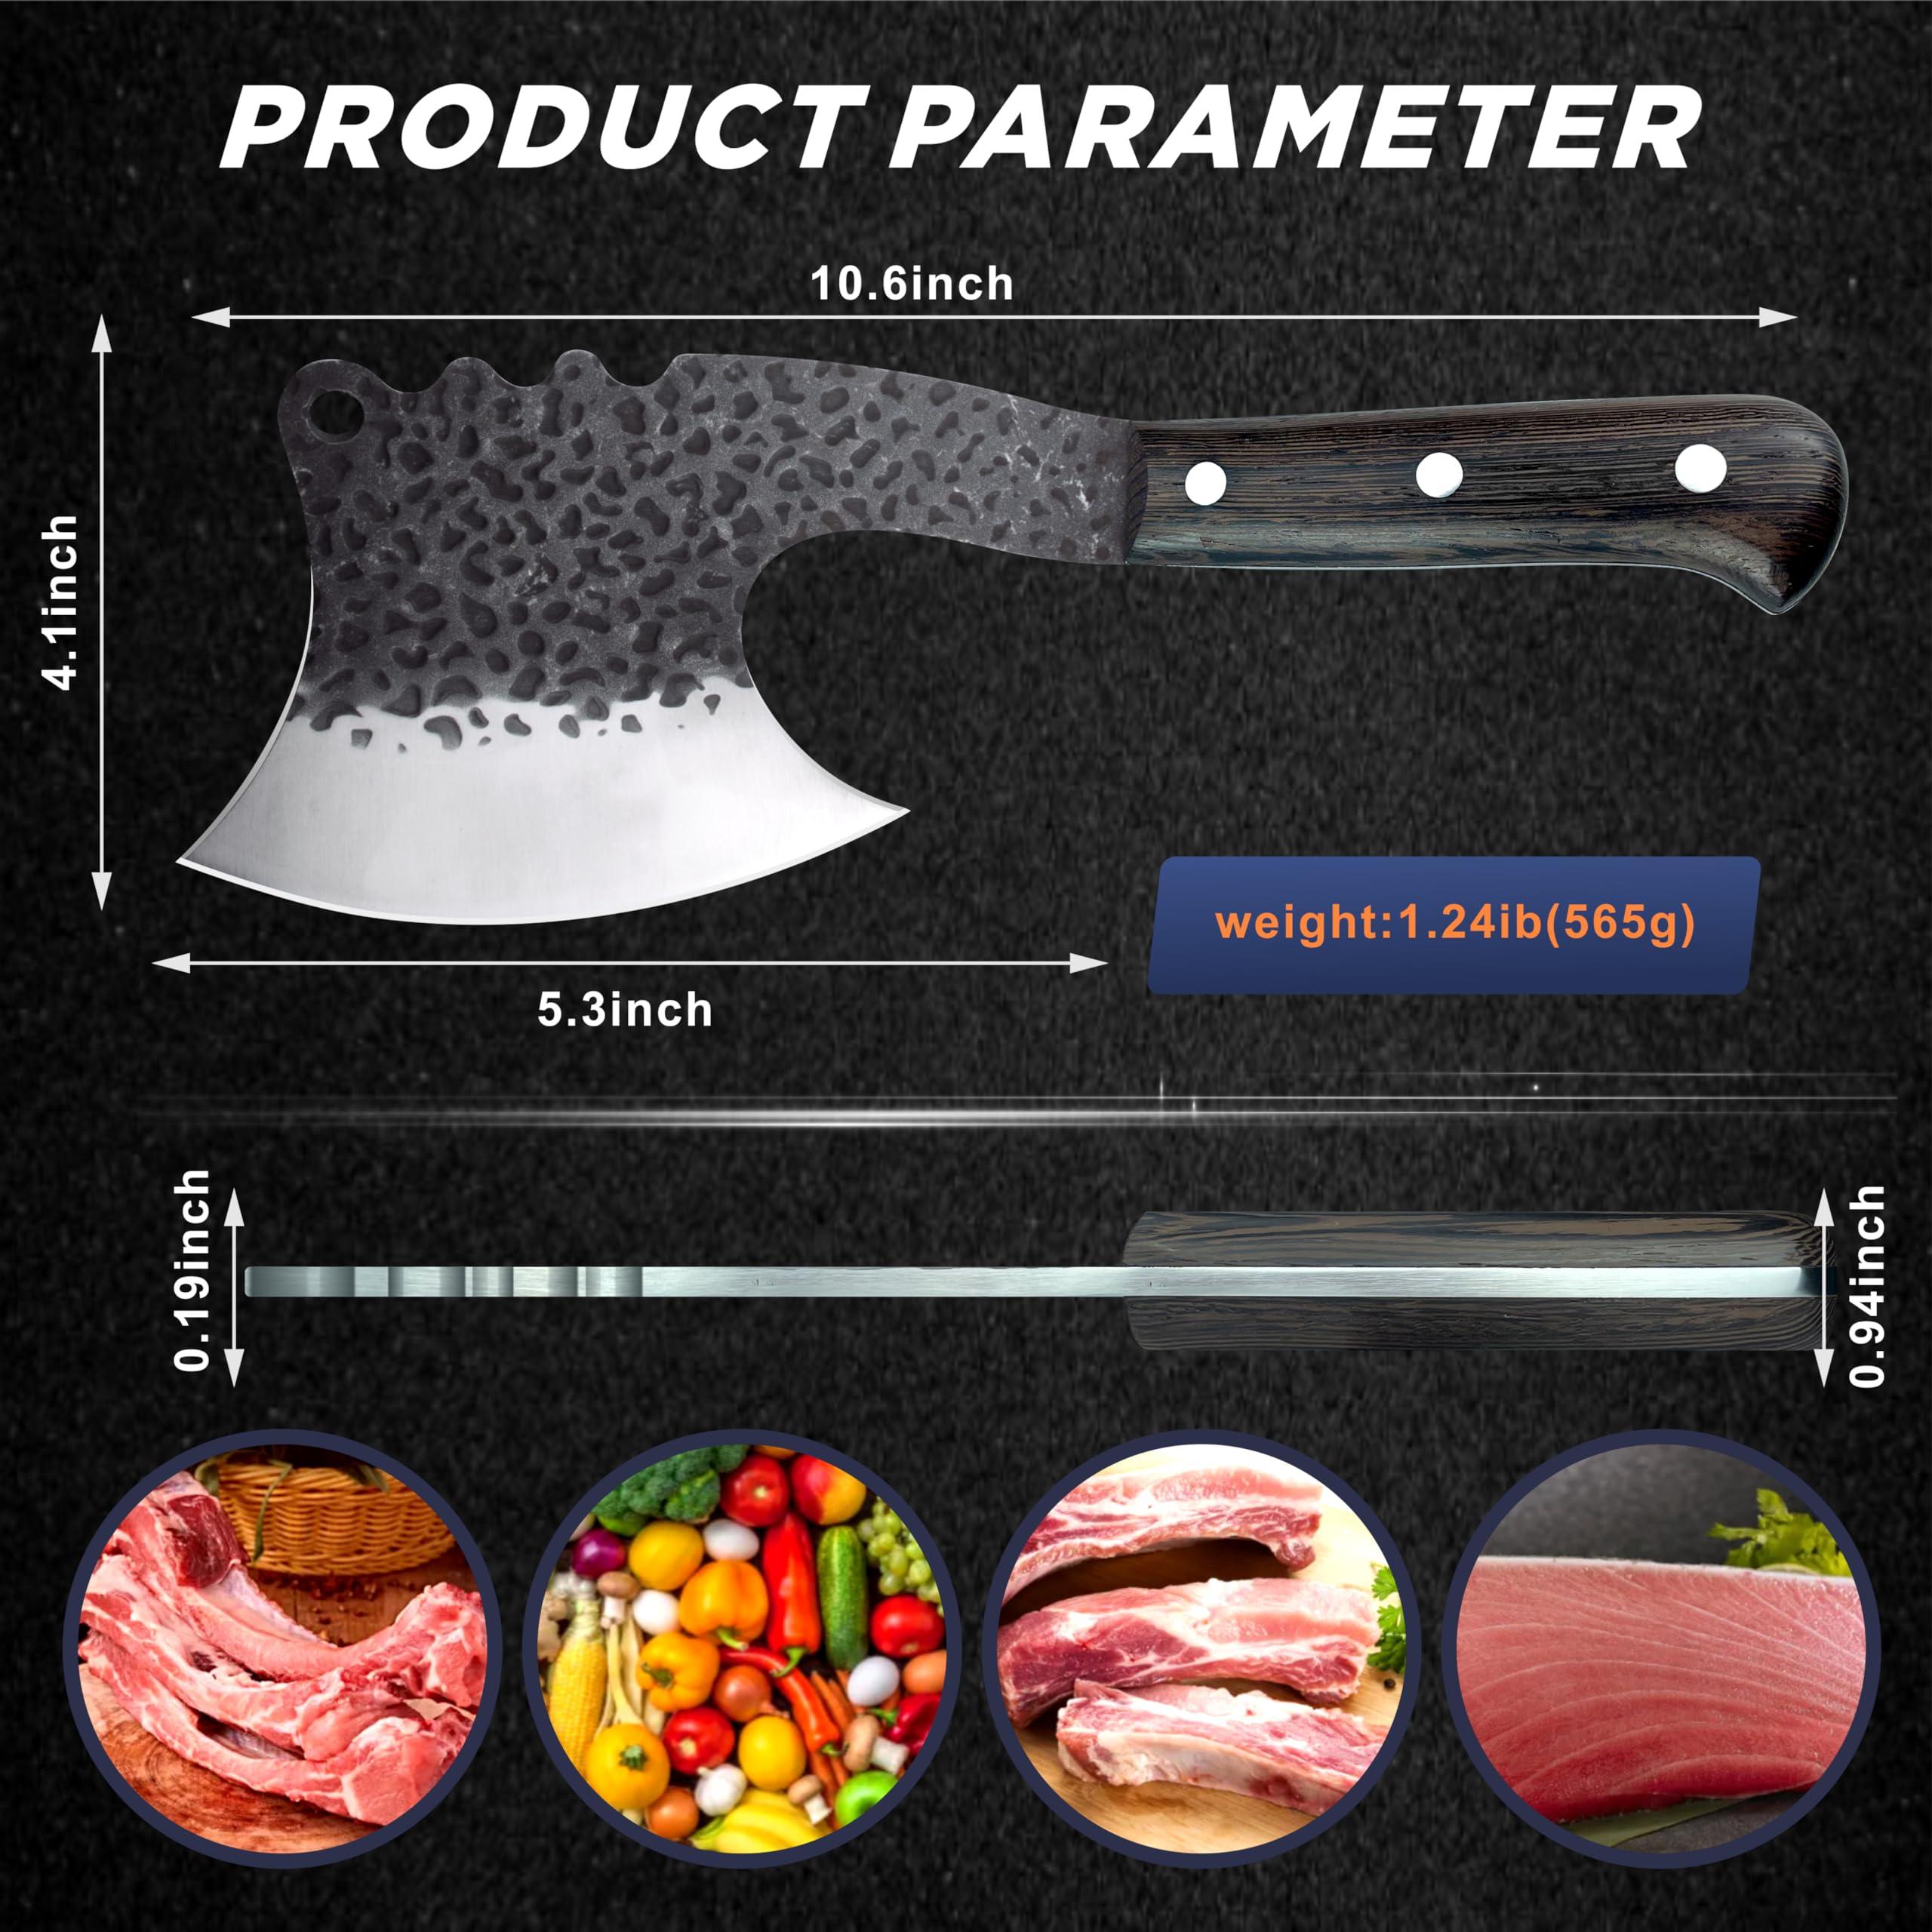 PRODUCT PARAMETER
10.6inch
4.1inch
weight:1.24ib(565g)
5.3inch
0.19inch
0.94inch